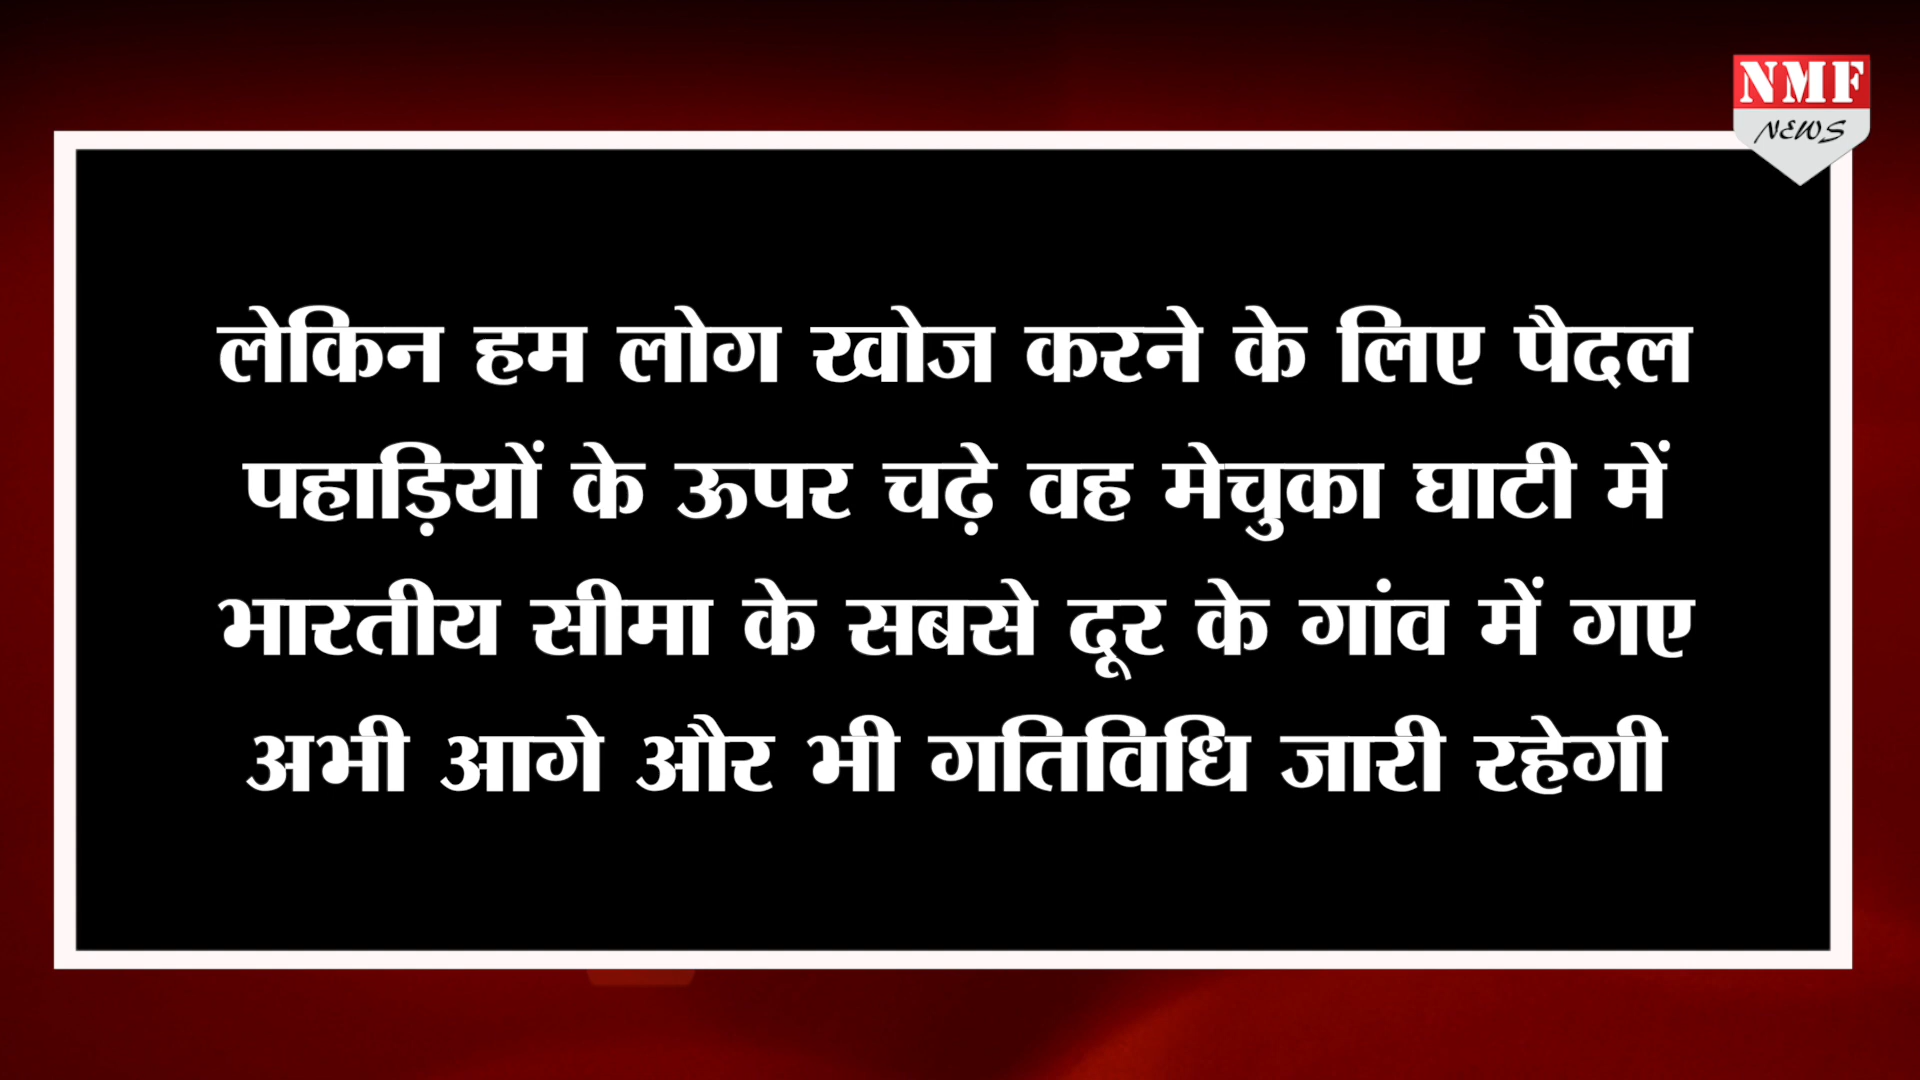 NMF
NEWS
लेकिन हम लोग खोज करने के लिए पैदल
पहाड़ियों के ऊपर चढ़े वह मेचुका घाटी में
भारतीय सीमा के सबसे दूर के गांव में गए
अभी आगे और भी गतिविधि जारी रहेगी